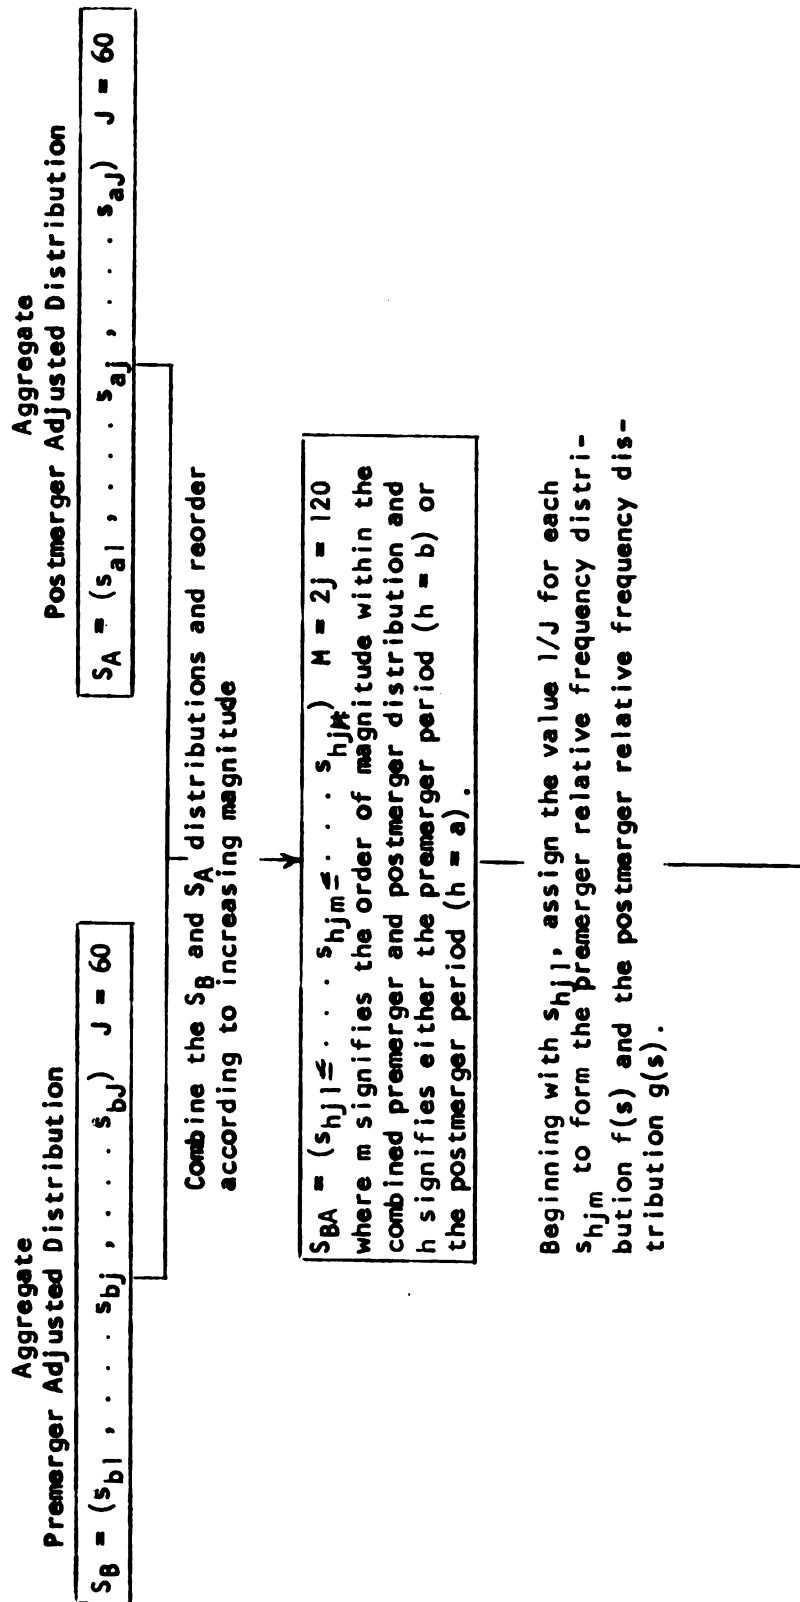 Aggregate
Premerger Adjusted Distribution
S_B = (s_b1 , . . . . s_bj , . . . . s_bJ) J = 60
Aggregate
Postmerger Adjusted Distribution
S_A = (s_a1 , . . . . s_aj , . . . . s_aJ) J = 60
Combine the S_B and S_A distributions and reorder
according to increasing magnitude
S_BA = (s_hj1 ≤ . . . . s_hjm ≤ . . . . s_hjM) M = 2j = 120
where m signifies the order of magnitude within the
combined premerger and postmerger distribution and
h signifies either the premerger period (h = b) or
the postmerger period (h = a).
Beginning with s_hj1, assign the value 1/J for each
s_hjm to form the premerger relative frequency distri-
bution f(s) and the postmerger relative frequency dis-
tribution g(s).